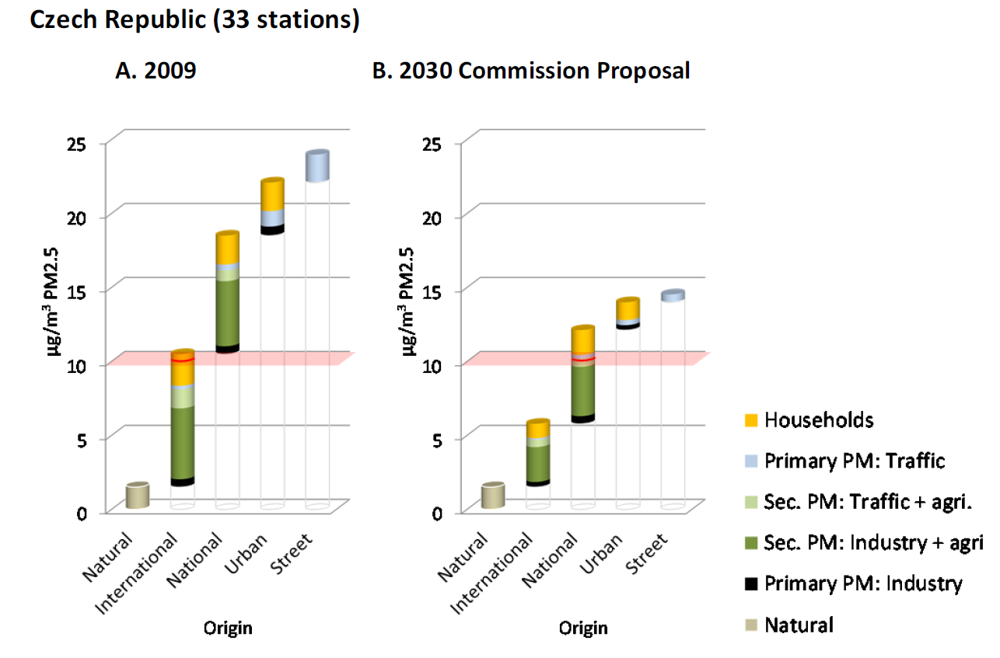 Czech Republic (33 stations)
A. 2009
B. 2030 Commission Proposal
25
20
15
10
5
0
µg/m³ PM2.5
Natural
International
National
Urban
Street
Origin
25
20
15
10
5
0
µg/m³ PM2.5
Natural
International
National
Urban
Street
Origin
Households
Primary PM: Traffic
Sec. PM: Traffic + agri.
Sec. PM: Industry + agri
Primary PM: Industry
Natural